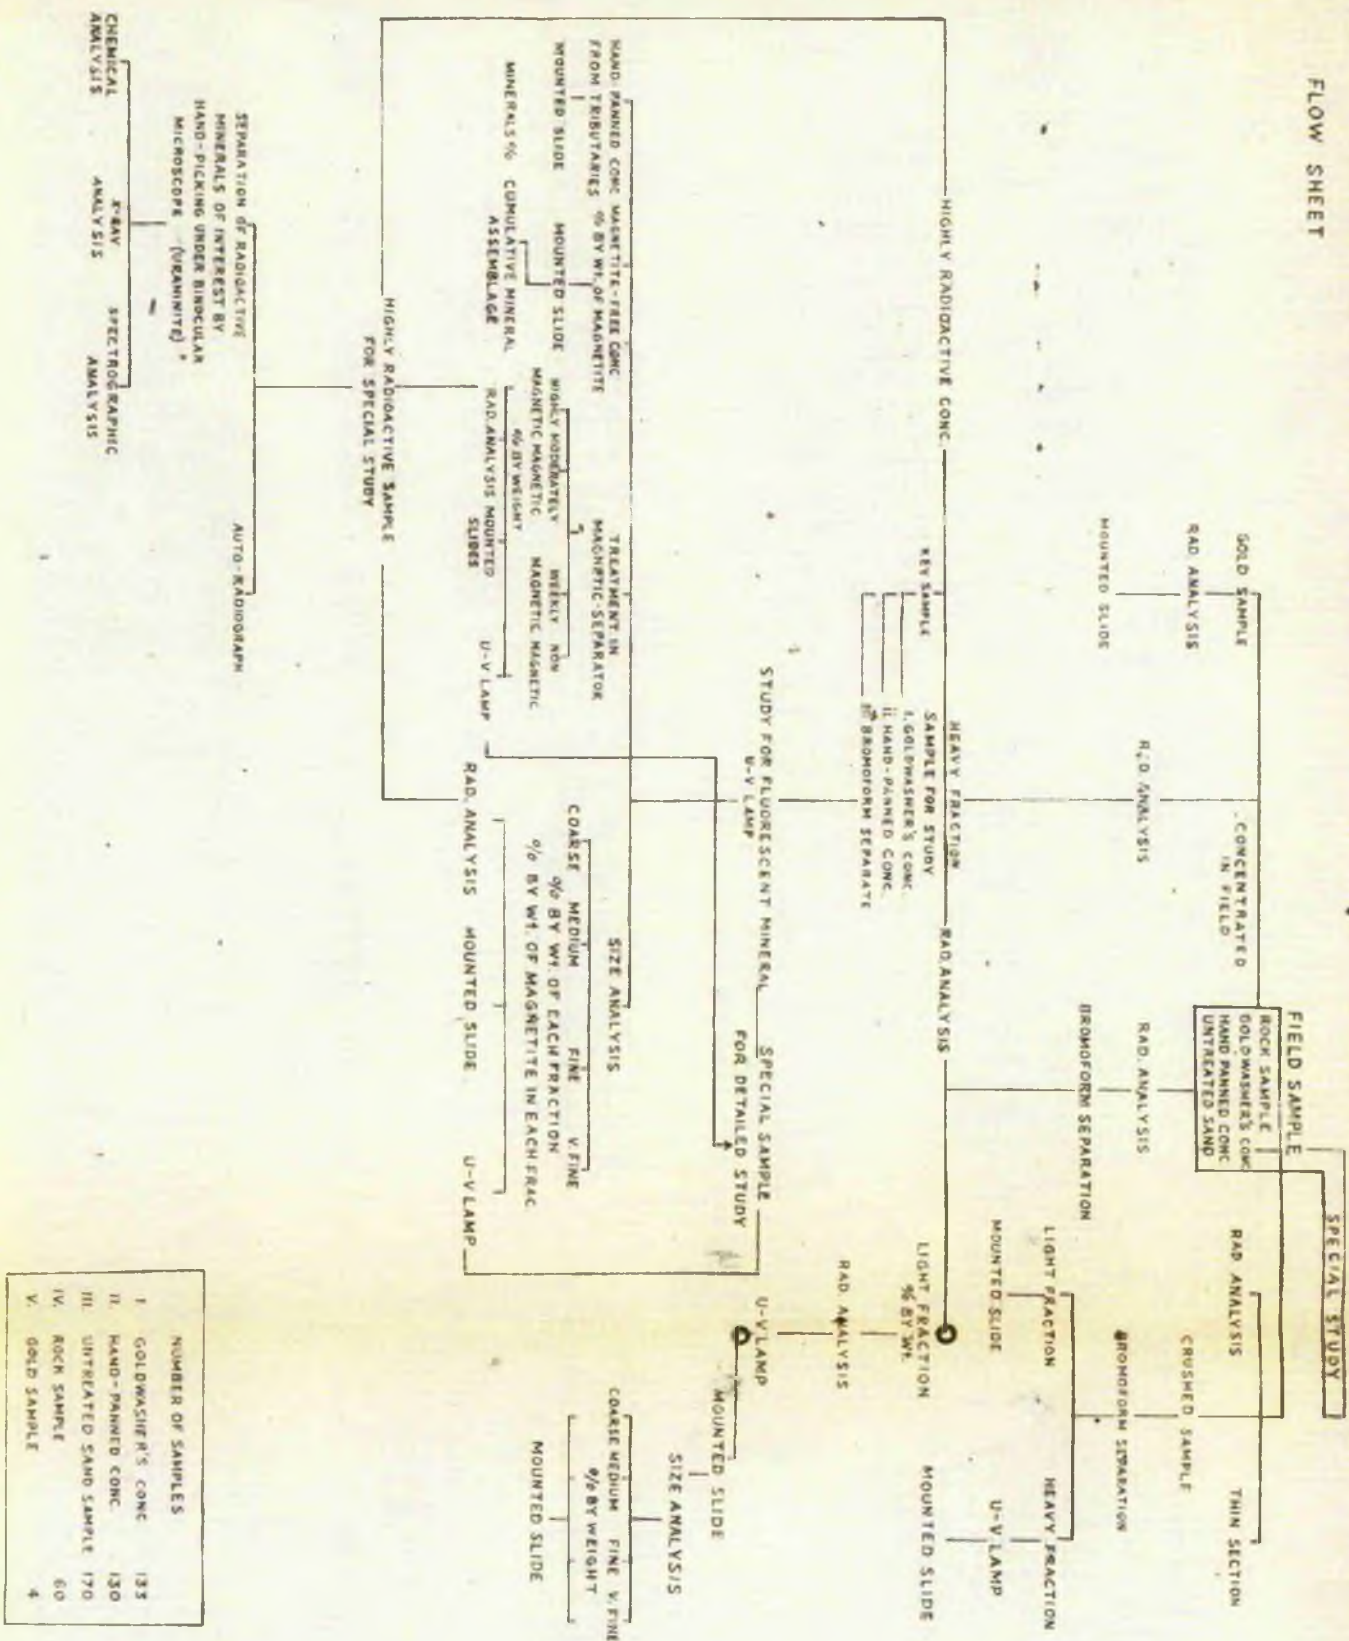 FLOW SHEET
SPECIAL STUDY
FIELD SAMPLE
ROCK SAMPLE
GOLDWASHER'S CONC
HAND PANNED CONC
UNTREATED SAND
GOLD SAMPLE
RAD ANALYSIS
MOUNTED SLIDE
CONCENTRATED
IN FIELD
RAD ANALYSIS
RAD. ANALYSIS
BROMOFORM SEPARATION
RAD ANALYSIS
THIN SECTION
CRUSHED SAMPLE
BROMOFORM SEPARATION
LIGHT FRACTION
MOUNTED SLIDE
HEAVY FRACTION
U-V LAMP
MOUNTED SLIDE
HIGHLY RADIOACTIVE CONC.
KEY SAMPLE
HEAVY FRACTION
SAMPLE FOR STUDY
I. GOLDWASHER'S CONC.
II HAND-PANNED CONC.
III BROMOFORM SEPARATE
RAD. ANALYSIS
LIGHT FRACTION
% BY Wt.
RAD. ANALYSIS
U-V LAMP
MOUNTED SLIDE
SIZE ANALYSIS
COARSE MEDIUM FINE V. FINE
% BY WEIGHT
MOUNTED SLIDE
STUDY FOR FLUORESCENT MINERAL
U-V LAMP
SPECIAL SAMPLE
FOR DETAILED STUDY
HAND PANNED CONC
FROM TRIBUTARIES
MOUNTED SLIDE
MAGNETITE-FREE CONC
% BY Wt. OF MAGNETITE
MOUNTED SLIDE
MINERALS % CUMULATIVE MINERAL
ASSEMBLAGE
TREATMENT IN
MAGNETIC-SEPARATOR
HIGHLY MODERATELY WEEKLY NON
MAGNETIC MAGNETIC MAGNETIC MAGNETIC
% BY WEIGHT
RAD. ANALYSIS MOUNTED
SLIDES
U-V LAMP
SIZE ANALYSIS
COARSE MEDIUM FINE V. FINE
% BY Wt. OF EACH FRACTION
% BY Wt. OF MAGNETITE IN EACH FRAC.
RAD. ANALYSIS MOUNTED SLIDE U-V LAMP
HIGHLY RADIOACTIVE SAMPLE
FOR SPECIAL STUDY
SEPARATION OF RADIOACTIVE
MINERALS OF INTEREST BY
HAND-PICKING UNDER BINOCULAR
MICROSCOPE (URANINITE)
AUTO-RADIOGRAPH
CHEMICAL
ANALYSIS
X-RAY
ANALYSIS
SPECTROGRAPHIC
ANALYSIS
NUMBER OF SAMPLES
I GOLDWASHER'S CONC 133
II. HAND-PANNED CONC. 130
III. UNTREATED SAND SAMPLE 170
IV. ROCK SAMPLE 60
V. GOLD SAMPLE 4